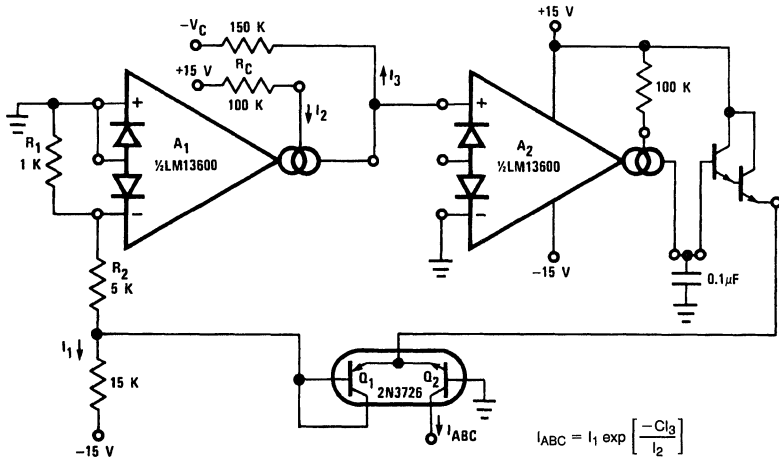 −V_C
150 K
+15 V
R_C
100 K
I_2
I_3
+15 V
100 K
R_1
1 K
+
−
A_1
½LM13600
+
−
A_2
½LM13600
−15 V
0.1μF
R_2
5 K
I_1
15 K
−15 V
Q_1
Q_2
2N3726
I_ABC
I_ABC = I_1 exp [−CI_3 / I_2]